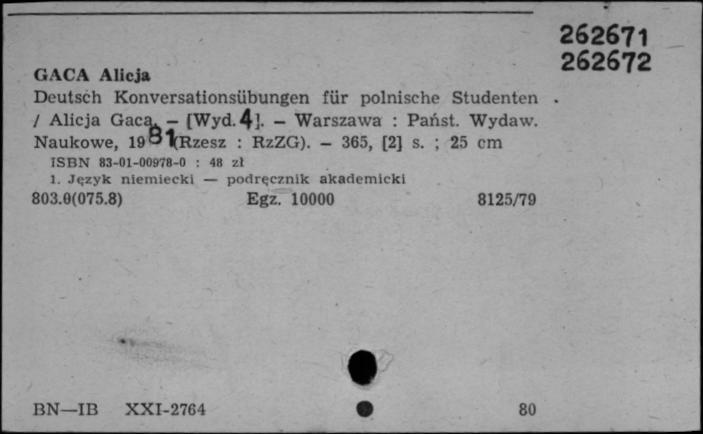 262671
262672
GACA Alicja
Deutsch Konversationsübungen für polnische Studenten
/ Alicja Gaca. – [Wyd. 4]. – Warszawa : Państ. Wydaw.
Naukowe, 1981 (Rzesz : RzZG). – 365, [2] s. ; 25 cm
ISBN 83-01-00978-0 : 48 zł
1. Język niemiecki — podręcznik akademicki
803.0(075.8) Egz. 10000 8125/79
BN—IB XXI-2764 80